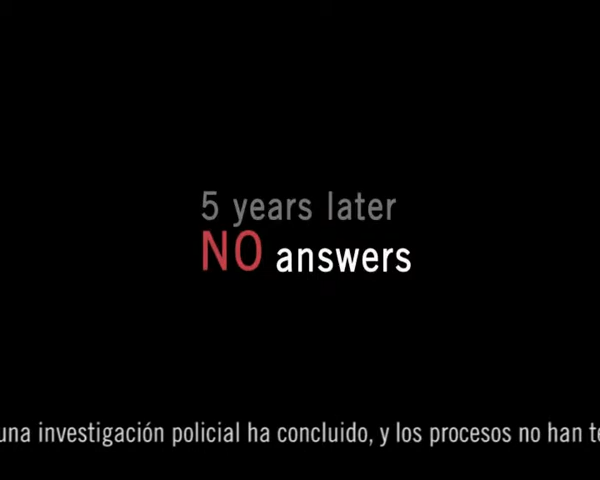 5 years later
NO answers
una investigación policial ha concluido, y los procesos no han